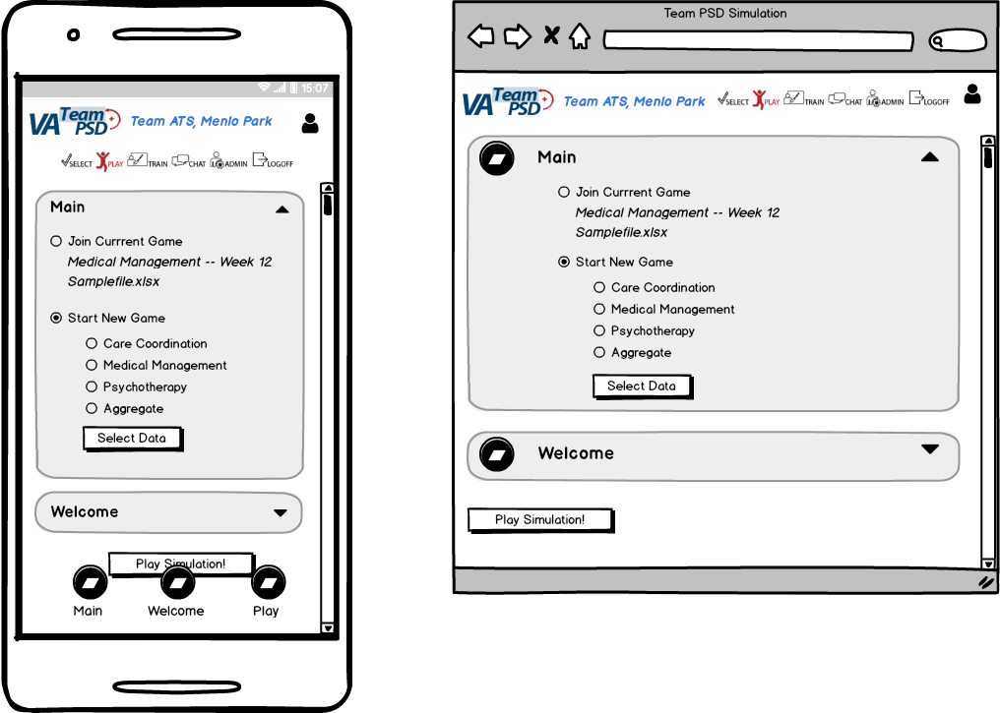 15:07
VA Team PSD
Team ATS, Menlo Park
SELECT PLAY TRAIN CHAT ADMIN LOGOFF
Main
Join Currrent Game
Medical Management -- Week 12
Samplefile.xlsx
Start New Game
Care Coordination
Medical Management
Psychotherapy
Aggregate
Select Data
Welcome
Play Simulation!
Main Welcome Play
Team PSD Simulation
VA Team PSD
Team ATS, Menlo Park
SELECT PLAY TRAIN CHAT ADMIN LOGOFF
Main
Join Currrent Game
Medical Management -- Week 12
Samplefile.xlsx
Start New Game
Care Coordination
Medical Management
Psychotherapy
Aggregate
Select Data
Welcome
Play Simulation!